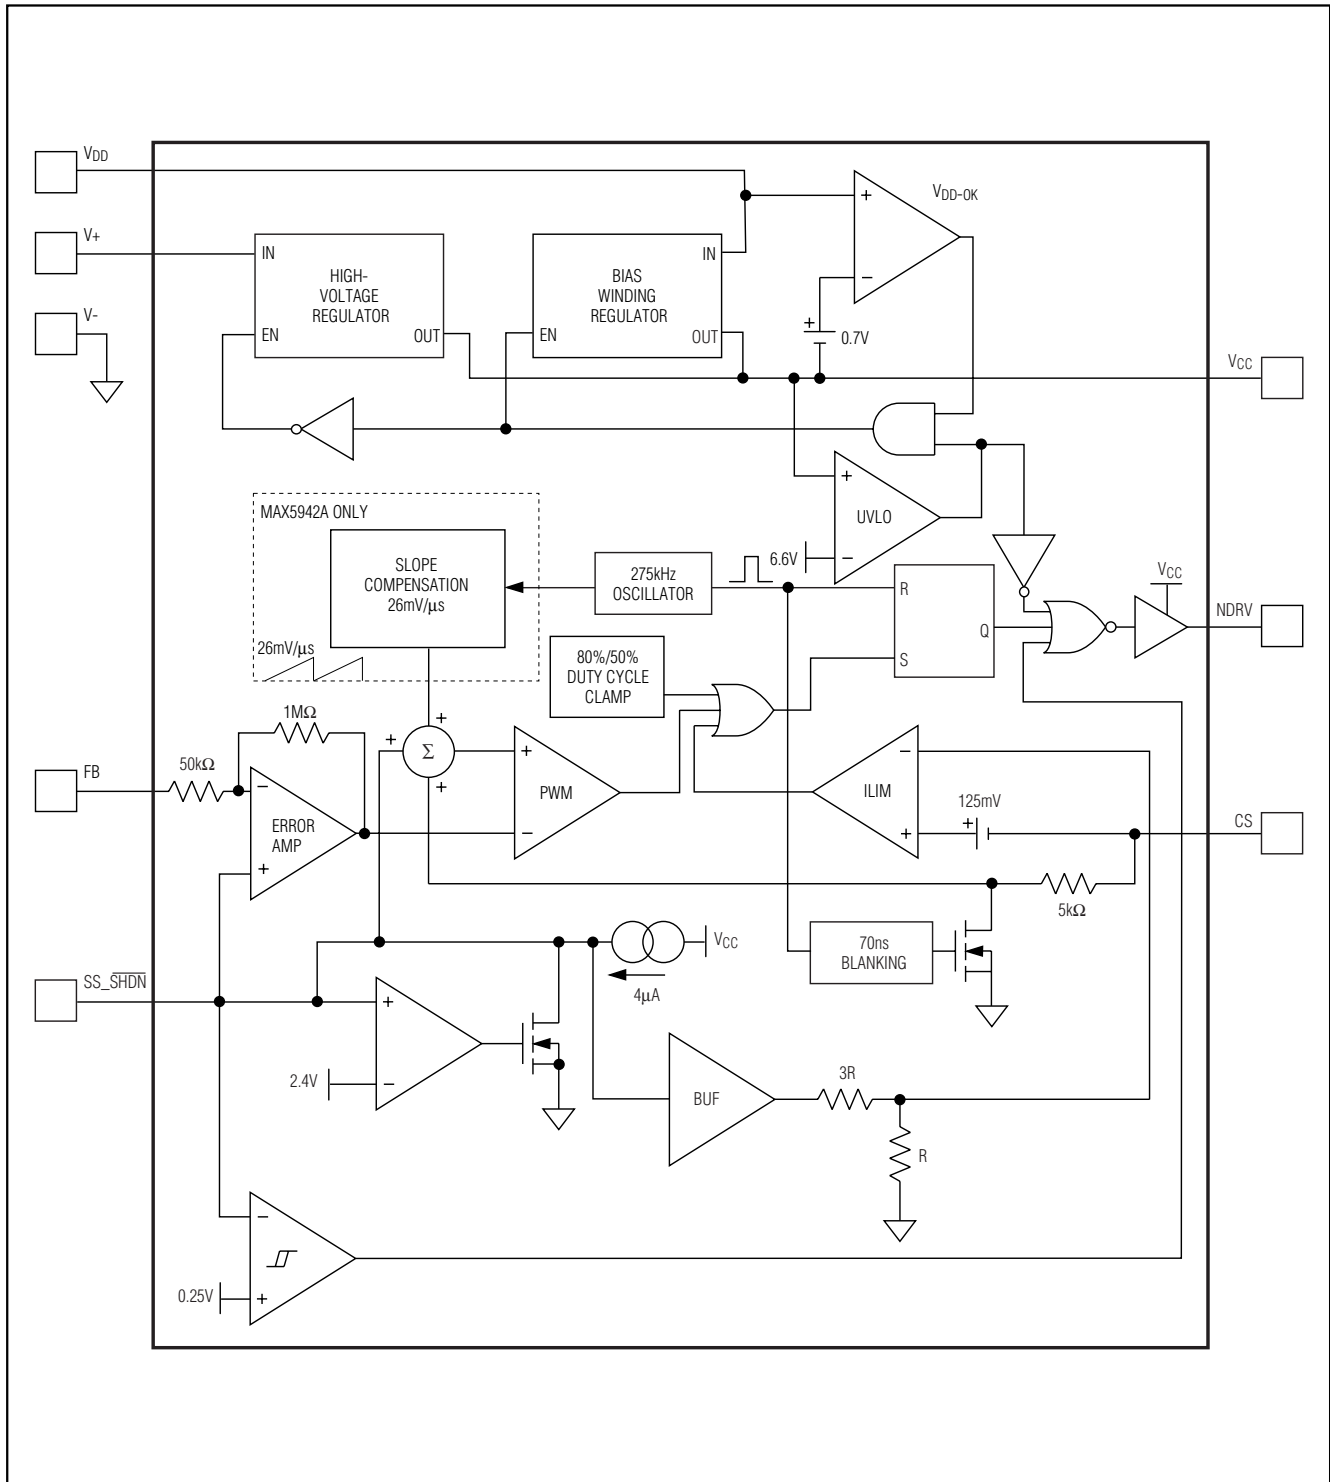 VDD
VDD-OK
V+
IN
HIGH-
VOLTAGE
REGULATOR
EN
OUT
BIAS
WINDING
REGULATOR
IN
EN
OUT
+
−
+
0.7V
V-
VCC
MAX5942A ONLY
SLOPE
COMPENSATION
26mV/µs
26mV/µs
275kHz
OSCILLATOR
+
UVLO
6.6V
−
R
Q
S
VCC
NDRV
80%/50%
DUTY CYCLE
CLAMP
1MΩ
+
+
Σ
+
50kΩ
FB
−
ERROR
AMP
+
+
PWM
−
−
ILIM
+
125mV
+
CS
5kΩ
VCC
4µA
70ns
BLANKING
SS_SHDN
+
2.4V
−
BUF
3R
R
−
0.25V
+